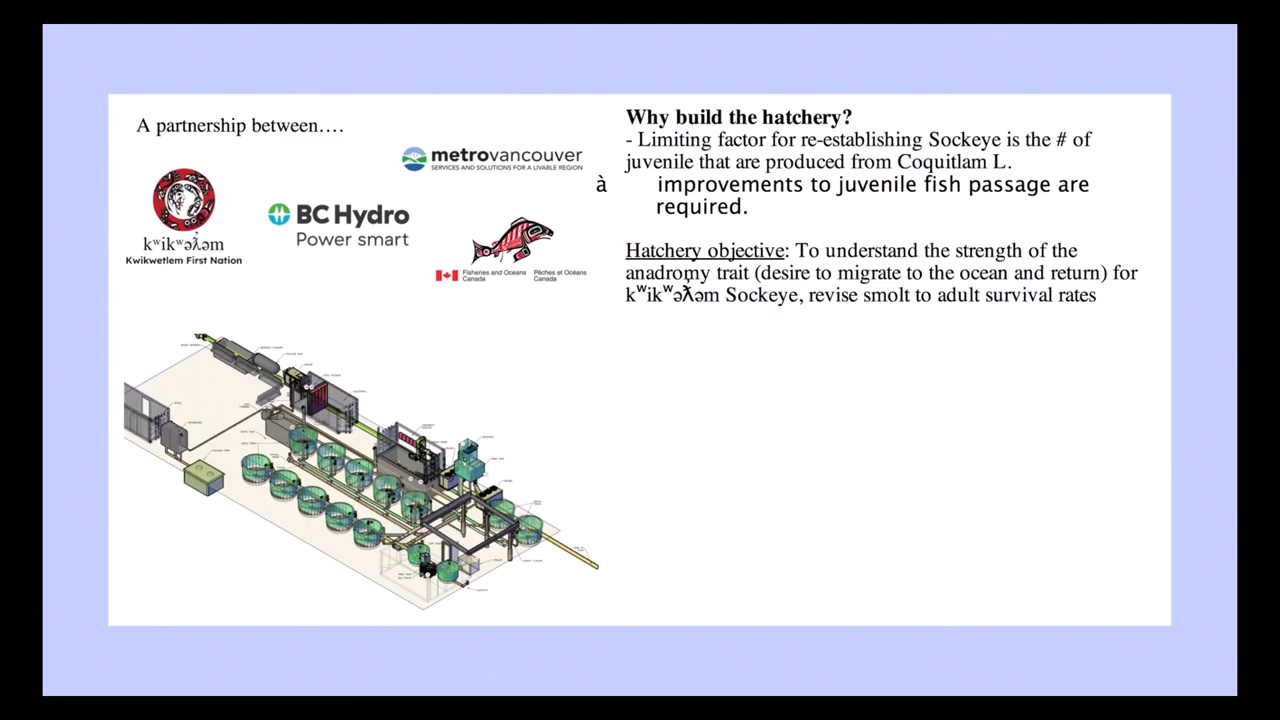 A partnership between….
metrovancouver
SERVICES AND SOLUTIONS FOR A LIVABLE REGION
BC Hydro
Power smart
kʷikʷəƛ̓əm
Kwikwetlem First Nation
Fisheries and Oceans
Canada
Pêches et Océans
Canada
Why build the hatchery?
- Limiting factor for re-establishing Sockeye is the # of
juvenile that are produced from Coquitlam L.
à improvements to juvenile fish passage are
required.
Hatchery objective: To understand the strength of the
anadromy trait (desire to migrate to the ocean and return) for
kʷikʷəƛ̓əm Sockeye, revise smolt to adult survival rates